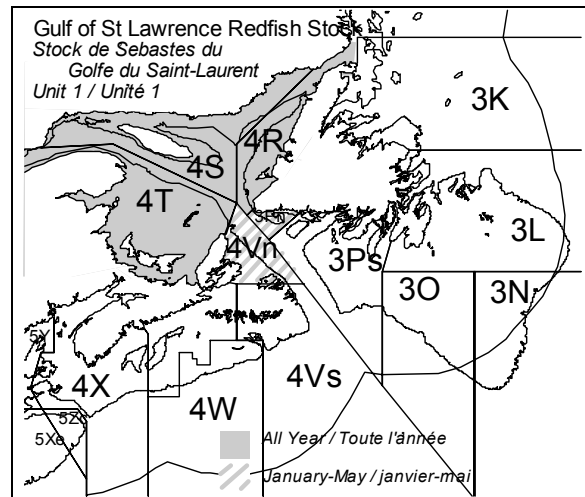 Gulf of St Lawrence Redfish Stock
Stock de Sebastes du
Golfe du Saint-Laurent
Unit 1 / Unité 1
3K
4R
4S
4T
3L
4Vn
3Ps
3O
3N
5Y
4X
4W
4Vs
5Xe
All Year / Toute l'année
January-May / janvier-mai